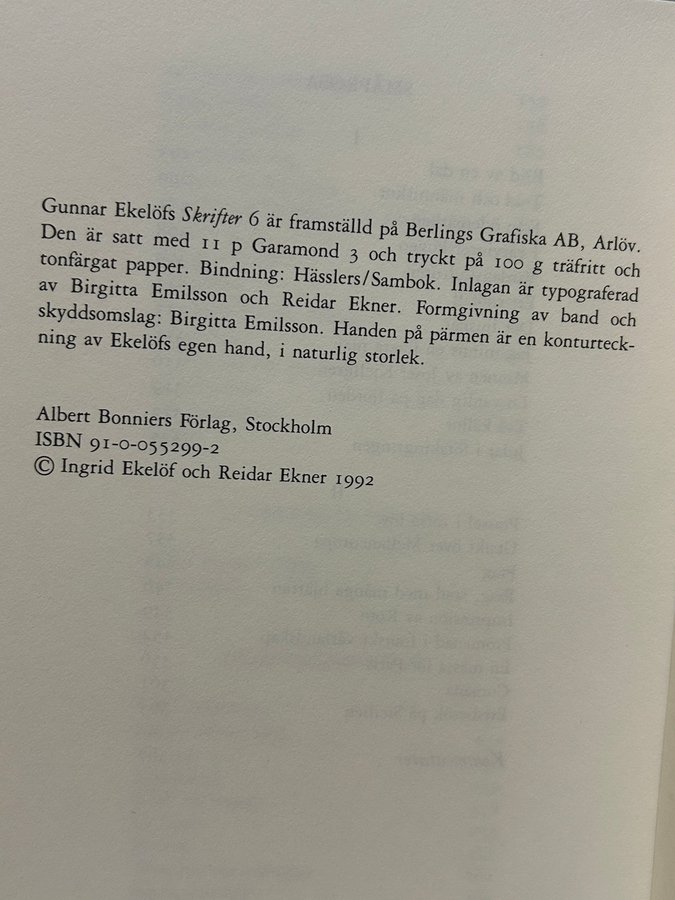 Gunnar Ekelöfs Skrifter 6 är framställd på Berlings Grafiska AB, Arlöv.
Den är satt med 11 p Garamond 3 och tryckt på 100 g träfritt och
tonfärgat papper. Bindning: Hässlers/Sambok. Inlagan är typograferad
av Birgitta Emilsson och Reidar Ekner. Formgivning av band och
skyddsomslag: Birgitta Emilsson. Handen på pärmen är en konturteck-
ning av Ekelöfs egen hand, i naturlig storlek.
Albert Bonniers Förlag, Stockholm
ISBN 91-0-055299-2
© Ingrid Ekelöf och Reidar Ekner 1992